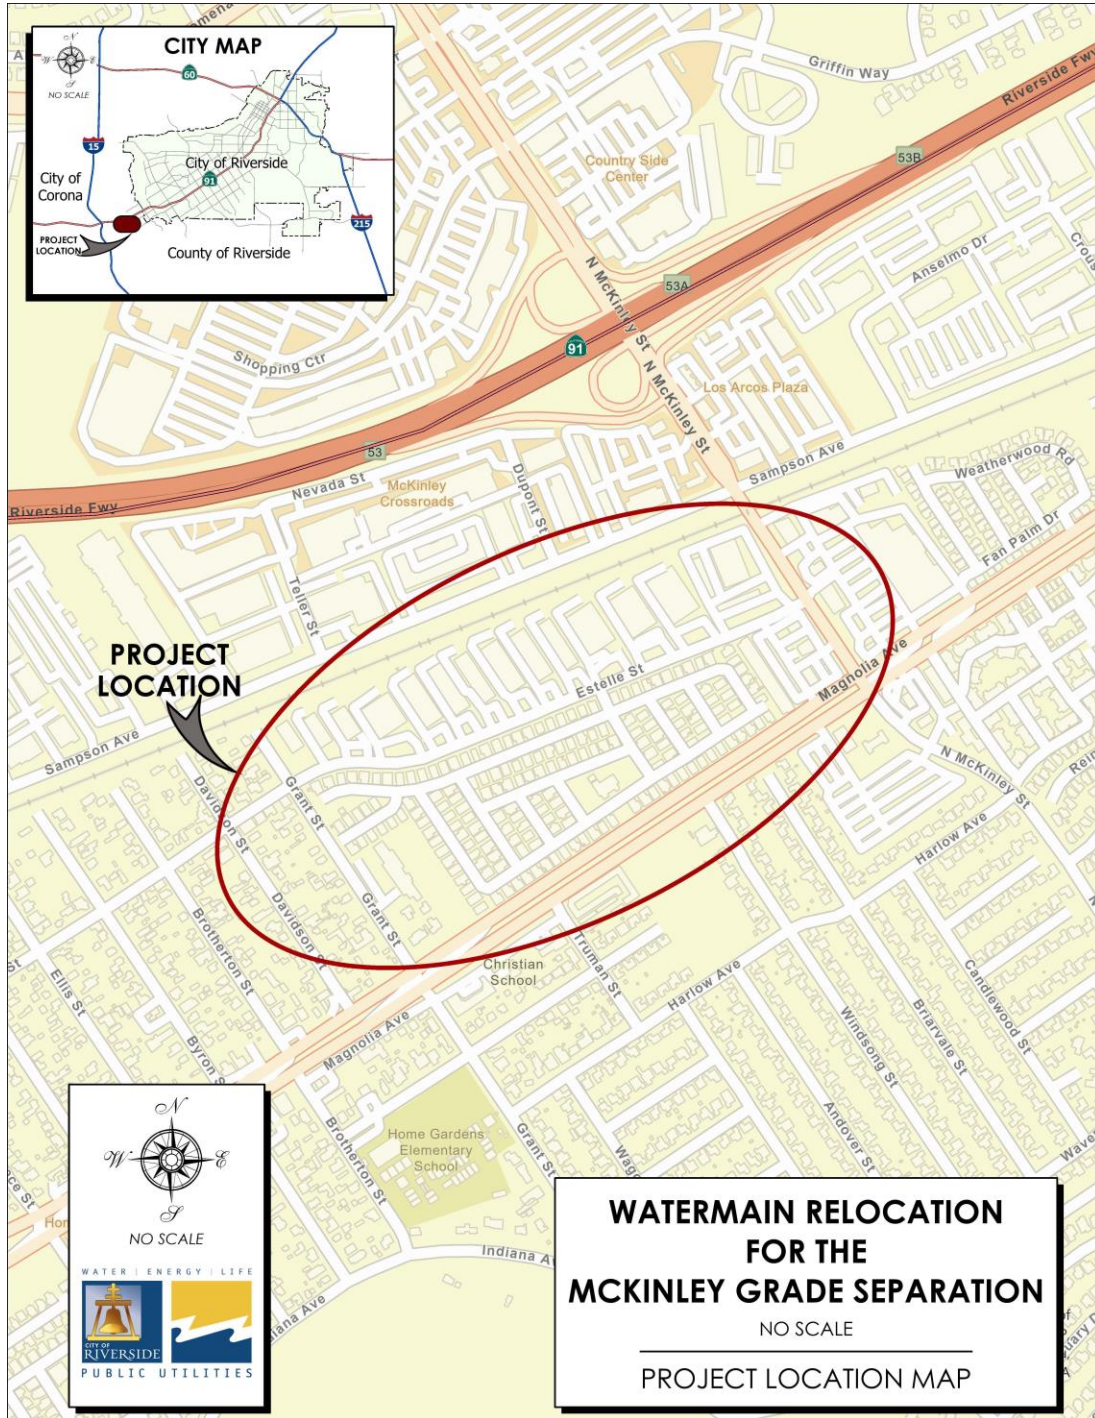 CITY MAP
N
W
E
S
NO SCALE
60
15
City of Riverside
91
City of
Corona
215
PROJECT
LOCATION
County of Riverside
Griffin Way
Riverside Fwy
53B
Country Side
Center
Anselmo Dr
53A
N McKinley St
91
N McKinley St
Shopping Ctr
Los Arcos Plaza
53
Sampson Ave
Weatherwood Rd
Nevada St
McKinley
Crossroads
Dupont St
Riverside Fwy
Fan Palm Dr
Teller St
PROJECT
LOCATION
Estelle St
Magnolia Ave
Sampson Ave
N McKinley St
Davidson St
Grant St
Harlow Ave
Grant St
Davidson St
Brotherton St
Christian
School
Truman St
Harlow Ave
Candlewood St
St
Ellis St
Briarvale St
Windsong St
Magnolia Ave
Byron S
Andover St
Home Gardens
Elementary
School
Brotherton St
Grant St
Indiana A
N
W
E
S
NO SCALE
WATER | ENERGY | LIFE
CITY OF
RIVERSIDE
PUBLIC UTILITIES
WATERMAIN RELOCATION
FOR THE
MCKINLEY GRADE SEPARATION
NO SCALE
PROJECT LOCATION MAP